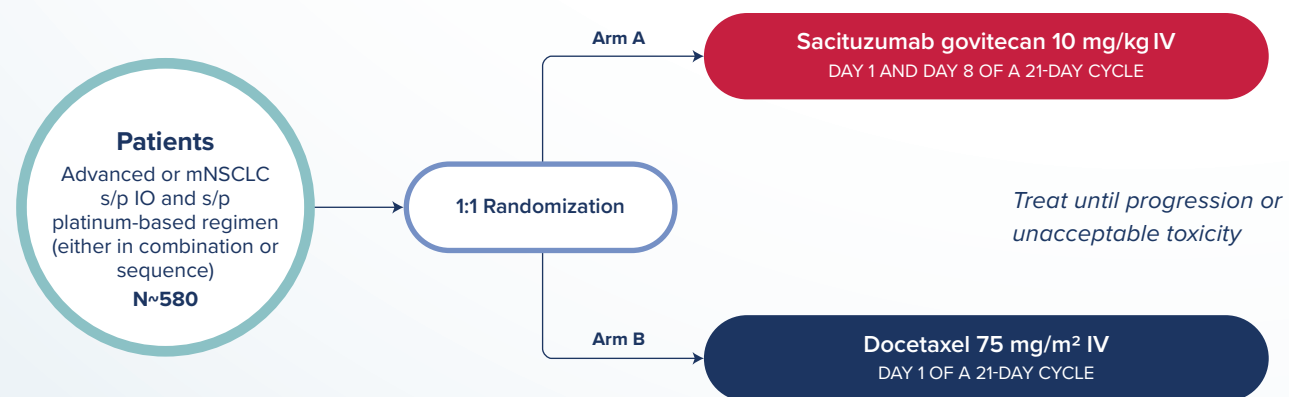 Patients
Advanced or mNSCLC
s/p IO and s/p
platinum-based regimen
(either in combination or
sequence)
N~580
1:1 Randomization
Arm A
Sacituzumab govitecan 10 mg/kg IV
DAY 1 AND DAY 8 OF A 21-DAY CYCLE
Treat until progression or
unacceptable toxicity
Arm B
Docetaxel 75 mg/m² IV
DAY 1 OF A 21-DAY CYCLE